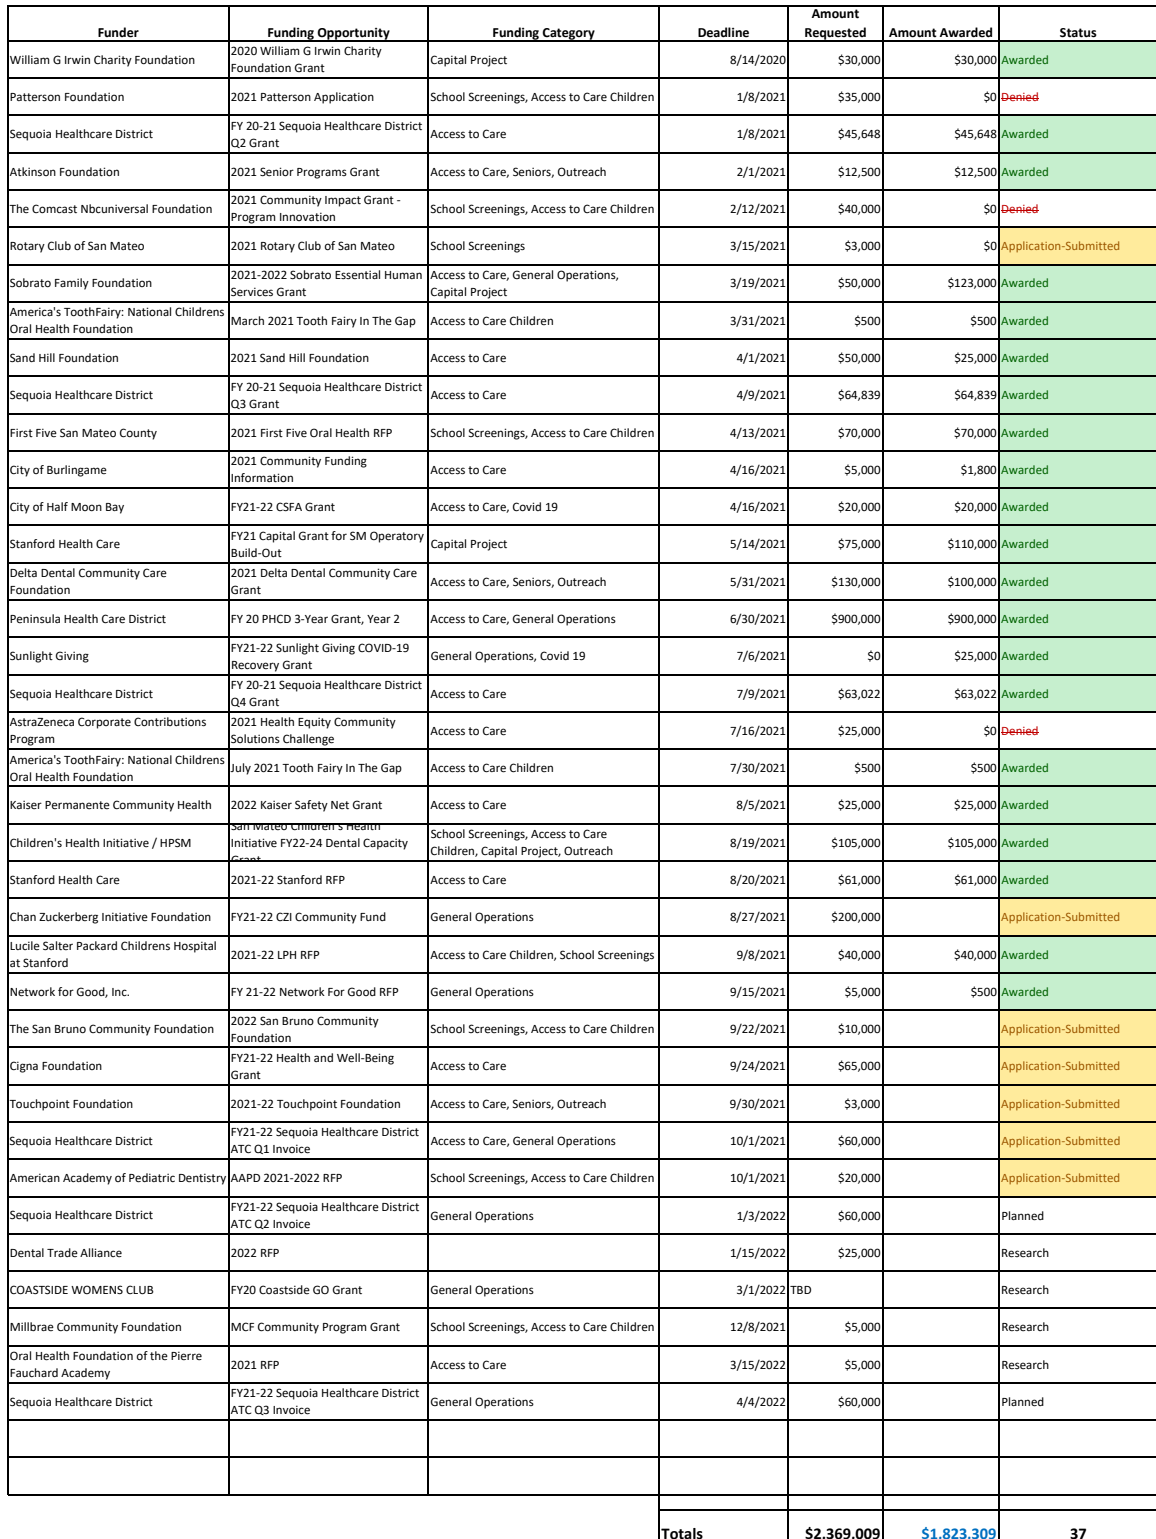 Funder Funding Opportunity Funding Category Deadline Amount Requested Amount Awarded Status
William G Irwin Charity Foundation 2020 William G Irwin Charity Foundation Grant Capital Project 8/14/2020 $30,000 $30,000 Awarded
Patterson Foundation 2021 Patterson Application School Screenings, Access to Care Children 1/8/2021 $35,000 $0 Denied
Sequoia Healthcare District FY 20-21 Sequoia Healthcare District Q2 Grant Access to Care 1/8/2021 $45,648 $45,648 Awarded
Atkinson Foundation 2021 Senior Programs Grant Access to Care, Seniors, Outreach 2/1/2021 $12,500 $12,500 Awarded
The Comcast Nbcuniversal Foundation 2021 Community Impact Grant - Program Innovation School Screenings, Access to Care Children 2/12/2021 $40,000 $0 Denied
Rotary Club of San Mateo 2021 Rotary Club of San Mateo School Screenings 3/15/2021 $3,000 $0 Application-Submitted
Sobrato Family Foundation 2021-2022 Sobrato Essential Human Services Grant Access to Care, General Operations, Capital Project 3/19/2021 $50,000 $123,000 Awarded
America's ToothFairy: National Childrens Oral Health Foundation March 2021 Tooth Fairy In The Gap Access to Care Children 3/31/2021 $500 $500 Awarded
Sand Hill Foundation 2021 Sand Hill Foundation Access to Care 4/1/2021 $50,000 $25,000 Awarded
Sequoia Healthcare District FY 20-21 Sequoia Healthcare District Q3 Grant Access to Care 4/9/2021 $64,839 $64,839 Awarded
First Five San Mateo County 2021 First Five Oral Health RFP School Screenings, Access to Care Children 4/13/2021 $70,000 $70,000 Awarded
City of Burlingame 2021 Community Funding Information Access to Care 4/16/2021 $5,000 $1,800 Awarded
City of Half Moon Bay FY21-22 CSFA Grant Access to Care, Covid 19 4/16/2021 $20,000 $20,000 Awarded
Stanford Health Care FY21 Capital Grant for SM Operatory Build-Out Capital Project 5/14/2021 $75,000 $110,000 Awarded
Delta Dental Community Care Foundation 2021 Delta Dental Community Care Grant Access to Care, Seniors, Outreach 5/31/2021 $130,000 $100,000 Awarded
Peninsula Health Care District FY 20 PHCD 3-Year Grant, Year 2 Access to Care, General Operations 6/30/2021 $900,000 $900,000 Awarded
Sunlight Giving FY21-22 Sunlight Giving COVID-19 Recovery Grant General Operations, Covid 19 7/6/2021 $0 $25,000 Awarded
Sequoia Healthcare District FY 20-21 Sequoia Healthcare District Q4 Grant Access to Care 7/9/2021 $63,022 $63,022 Awarded
AstraZeneca Corporate Contributions Program 2021 Health Equity Community Solutions Challenge Access to Care 7/16/2021 $25,000 $0 Denied
America's ToothFairy: National Childrens Oral Health Foundation July 2021 Tooth Fairy In The Gap Access to Care Children 7/30/2021 $500 $500 Awarded
Kaiser Permanente Community Health 2022 Kaiser Safety Net Grant Access to Care 8/5/2021 $25,000 $25,000 Awarded
Children's Health Initiative / HPSM San Mateo Children's Health Initiative FY22-24 Dental Capacity Grant School Screenings, Access to Care Children, Capital Project, Outreach 8/19/2021 $105,000 $105,000 Awarded
Stanford Health Care 2021-22 Stanford RFP Access to Care 8/20/2021 $61,000 $61,000 Awarded
Chan Zuckerberg Initiative Foundation FY21-22 CZI Community Fund General Operations 8/27/2021 $200,000 Application-Submitted
Lucile Salter Packard Childrens Hospital at Stanford 2021-22 LPH RFP Access to Care Children, School Screenings 9/8/2021 $40,000 $40,000 Awarded
Network for Good, Inc. FY 21-22 Network For Good RFP General Operations 9/15/2021 $5,000 $500 Awarded
The San Bruno Community Foundation 2022 San Bruno Community Foundation School Screenings, Access to Care Children 9/22/2021 $10,000 Application-Submitted
Cigna Foundation FY21-22 Health and Well-Being Grant Access to Care 9/24/2021 $65,000 Application-Submitted
Touchpoint Foundation 2021-22 Touchpoint Foundation Access to Care, Seniors, Outreach 9/30/2021 $3,000 Application-Submitted
Sequoia Healthcare District FY21-22 Sequoia Healthcare District ATC Q1 Invoice Access to Care, General Operations 10/1/2021 $60,000 Application-Submitted
American Academy of Pediatric Dentistry AAPD 2021-2022 RFP School Screenings, Access to Care Children 10/1/2021 $20,000 Application-Submitted
Sequoia Healthcare District FY21-22 Sequoia Healthcare District ATC Q2 Invoice General Operations 1/3/2022 $60,000 Planned
Dental Trade Alliance 2022 RFP 1/15/2022 $25,000 Research
COASTSIDE WOMENS CLUB FY20 Coastside GO Grant General Operations 3/1/2022 TBD Research
Millbrae Community Foundation MCF Community Program Grant School Screenings, Access to Care Children 12/8/2021 $5,000 Research
Oral Health Foundation of the Pierre Fauchard Academy 2021 RFP Access to Care 3/15/2022 $5,000 Research
Sequoia Healthcare District FY21-22 Sequoia Healthcare District ATC Q3 Invoice General Operations 4/4/2022 $60,000 Planned
Totals $2,369,009 $1,823,309 37